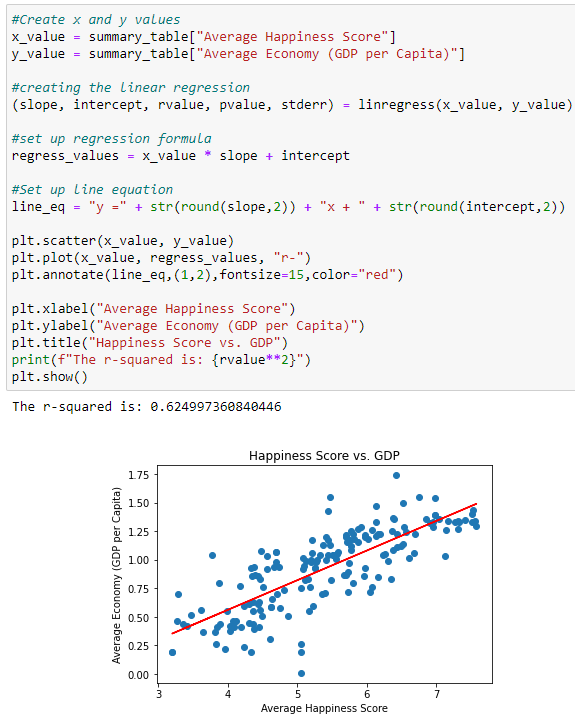 #Create x and y values
x_value = summary_table["Average Happiness Score"]
y_value = summary_table["Average Economy (GDP per Capita)"]
#creating the linear regression
(slope, intercept, rvalue, pvalue, stderr) = linregress(x_value, y_value)
#set up regression formula
regress_values = x_value * slope + intercept
#Set up line equation
line_eq = "y =" + str(round(slope,2)) + "x + " + str(round(intercept,2))
plt.scatter(x_value, y_value)
plt.plot(x_value, regress_values, "r-")
plt.annotate(line_eq,(1,2),fontsize=15,color="red")
plt.xlabel("Average Happiness Score")
plt.ylabel("Average Economy (GDP per Capita)")
plt.title("Happiness Score vs. GDP")
print(f"The r-squared is: {rvalue**2}")
plt.show()
The r-squared is: 0.624997360840446
Happiness Score vs. GDP
Average Economy (GDP per Capita)
1.75
1.50
1.25
1.00
0.75
0.50
0.25
0.00
3 4 5 6 7
Average Happiness Score